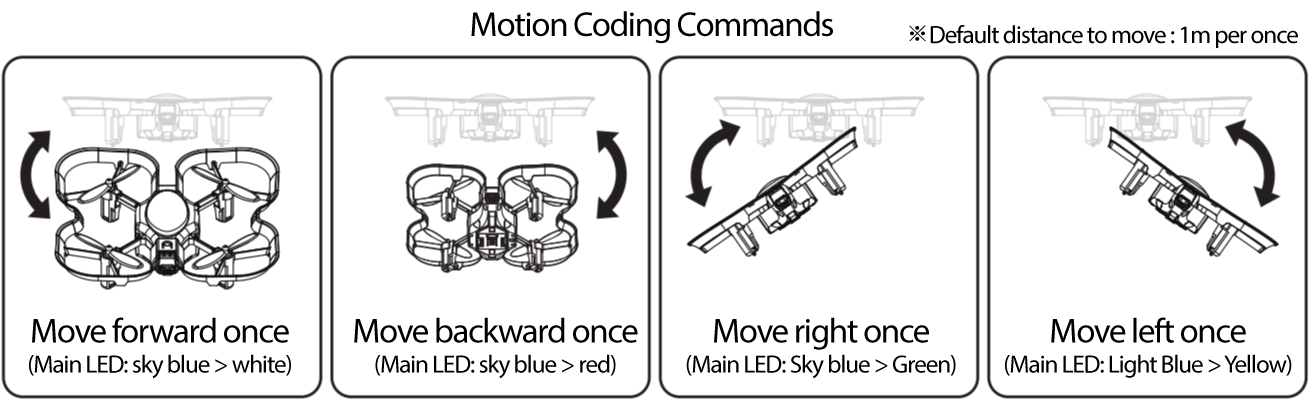 Motion Coding Commands
※Default distance to move : 1m per once
Move forward once
(Main LED: sky blue > white)
Move backward once
(Main LED: sky blue > red)
Move right once
(Main LED: Sky blue > Green)
Move left once
(Main LED: Light Blue > Yellow)